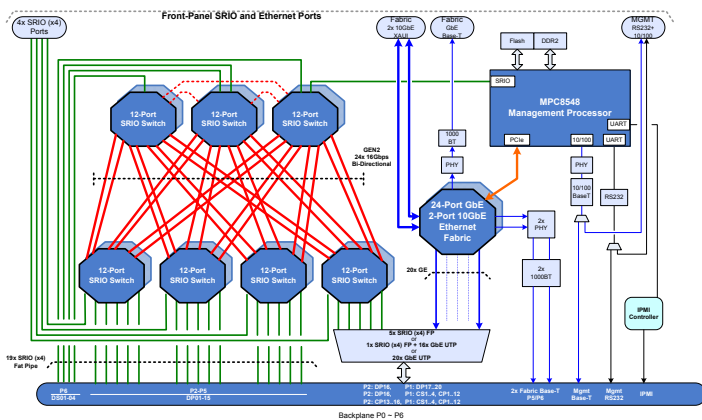 Front-Panel SRIO and Ethernet Ports
4x SRIO (x4)
Ports
Fabric
2x 10GbE
XAUI
Fabric
GbE
Base-T
MGMT
RS232+
10/100
Flash
DDR2
SRIO
MPC8548
Management Processor
UART
PCIe
10/100
UART
12-Port
SRIO Switch
12-Port
SRIO Switch
12-Port
SRIO Switch
GEN2
24x 16Gbps
Bi-Directional
1000
BT
PHY
PHY
10/100
BaseT
RS232
24-Port GbE
2-Port 10GbE
Ethernet
Fabric
2x
PHY
2x
1000BT
20x GE
12-Port
SRIO Switch
12-Port
SRIO Switch
12-Port
SRIO Switch
12-Port
SRIO Switch
IPMI
Controller
5x SRIO (x4) FP
or
1x SRIO (x4) FP + 16x GbE UTP
or
20x GbE UTP
19x SRIO (x4)
Fat Pipe
P6
DS01-04
P2-P5
DP01-15
P2: DP16, P1: DP17..20
P2: DP16, P1: CS1..4, CP1..12
P2: CP13..16, P1: CS1..4, CP1..12
2x Fabric Base-T
P5/P6
Mgmt
Base-T
Mgmt
RS232
IPMI
Backplane P0 ~ P6